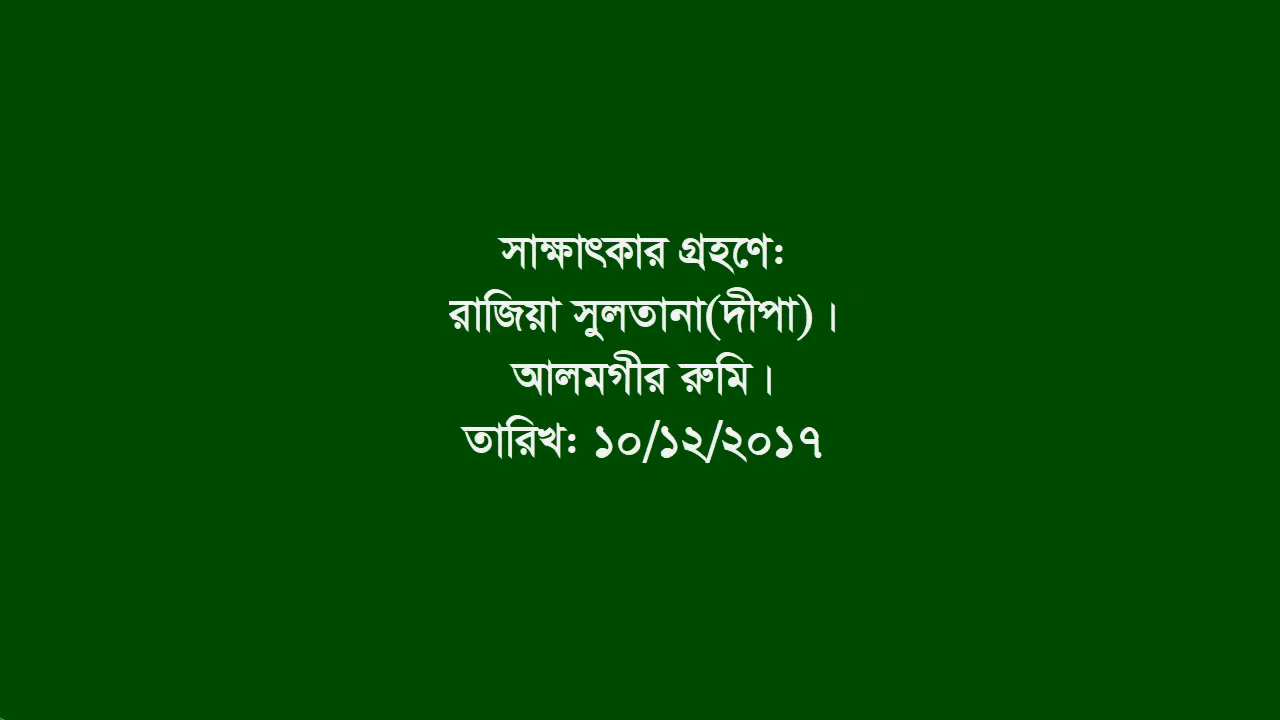 সাক্ষাৎকার গ্রহণে:
রাজিয়া সুলতানা(দীপা)।
আলমগীর রুমি।
তারিখ: ১০/১২/২০১৭